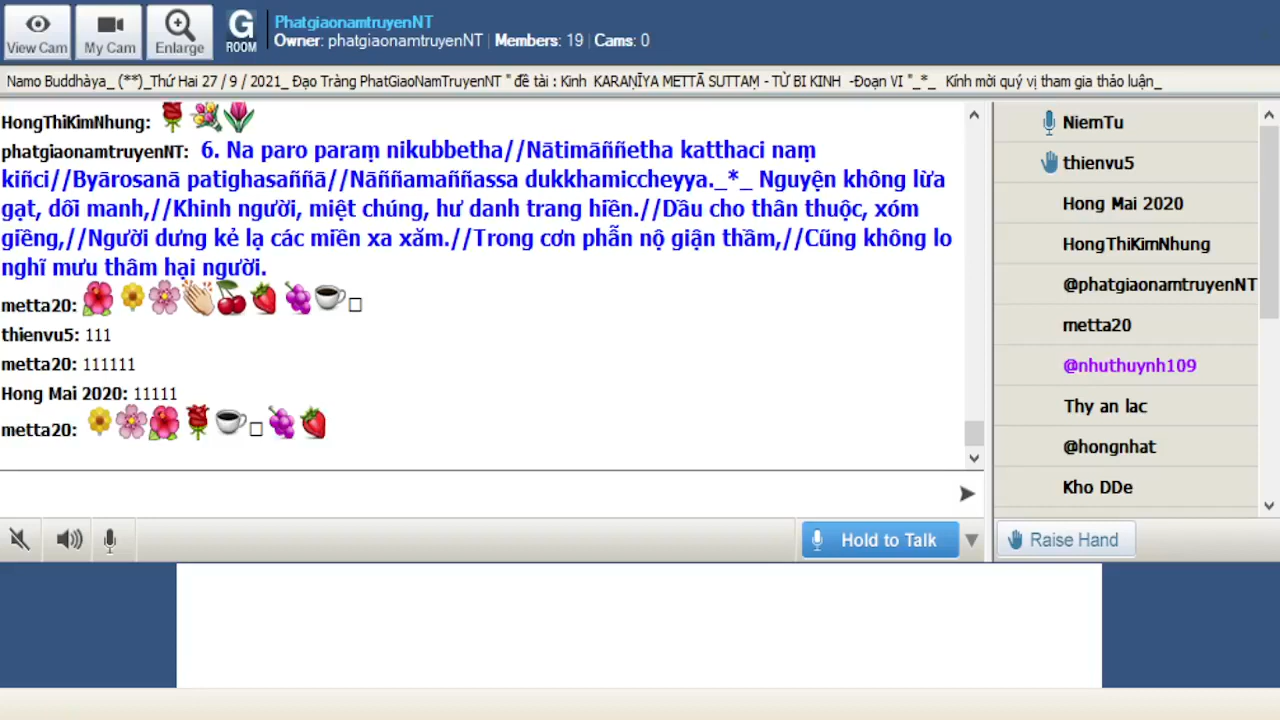 View Cam
My Cam
Enlarge
G
ROOM
PhatgiaonamtruyenNT
Owner: phatgiaonamtruyenNT | Members: 19 | Cams: 0
Namo Buddhàya_ (**)_Thứ Hai 27 / 9 / 2021_ Đạo Tràng PhatGiaoNamTruyenNT " đề tài : Kinh KARAṆĪYA METTĀ SUTTAṂ - TỪ BI KINH -Đoạn VI "_*_ Kính mời quý vị tham gia thảo luận_
HongThiKimNhung:
phatgiaonamtruyenNT: 6. Na paro paraṃ nikubbetha//Nātimāññetha katthaci naṃ
kiñci//Byārosanā patighasaññā//Nāññamaññassa dukkhamiccheyya._*_ Nguyện không lừa
gạt, dối manh,//Khinh người, miệt chúng, hư danh trang hiền.//Dầu cho thân thuộc, xóm
giềng,//Người dưng kẻ lạ các miền xa xăm.//Trong cơn phẫn nộ giận thầm,//Cũng không lo
nghĩ mưu thâm hại người.
metta20:
thienvu5: 111
metta20: 111111
Hong Mai 2020: 11111
metta20:
NiemTu
thienvu5
Hong Mai 2020
HongThiKimNhung
@phatgiaonamtruyenNT
metta20
@nhuthuynh109
Thy an lac
@hongnhat
Kho DDe
Hold to Talk
Raise Hand